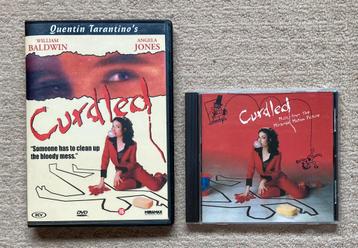 Quentin Tarantino's
WILLIAM
BALDWIN
ANGELA
JONES
Curdled
"Someone has to clean up
the bloody mess."
DVD
MIRAMAX
Curdled
Music From The
Miramax Motion Picture